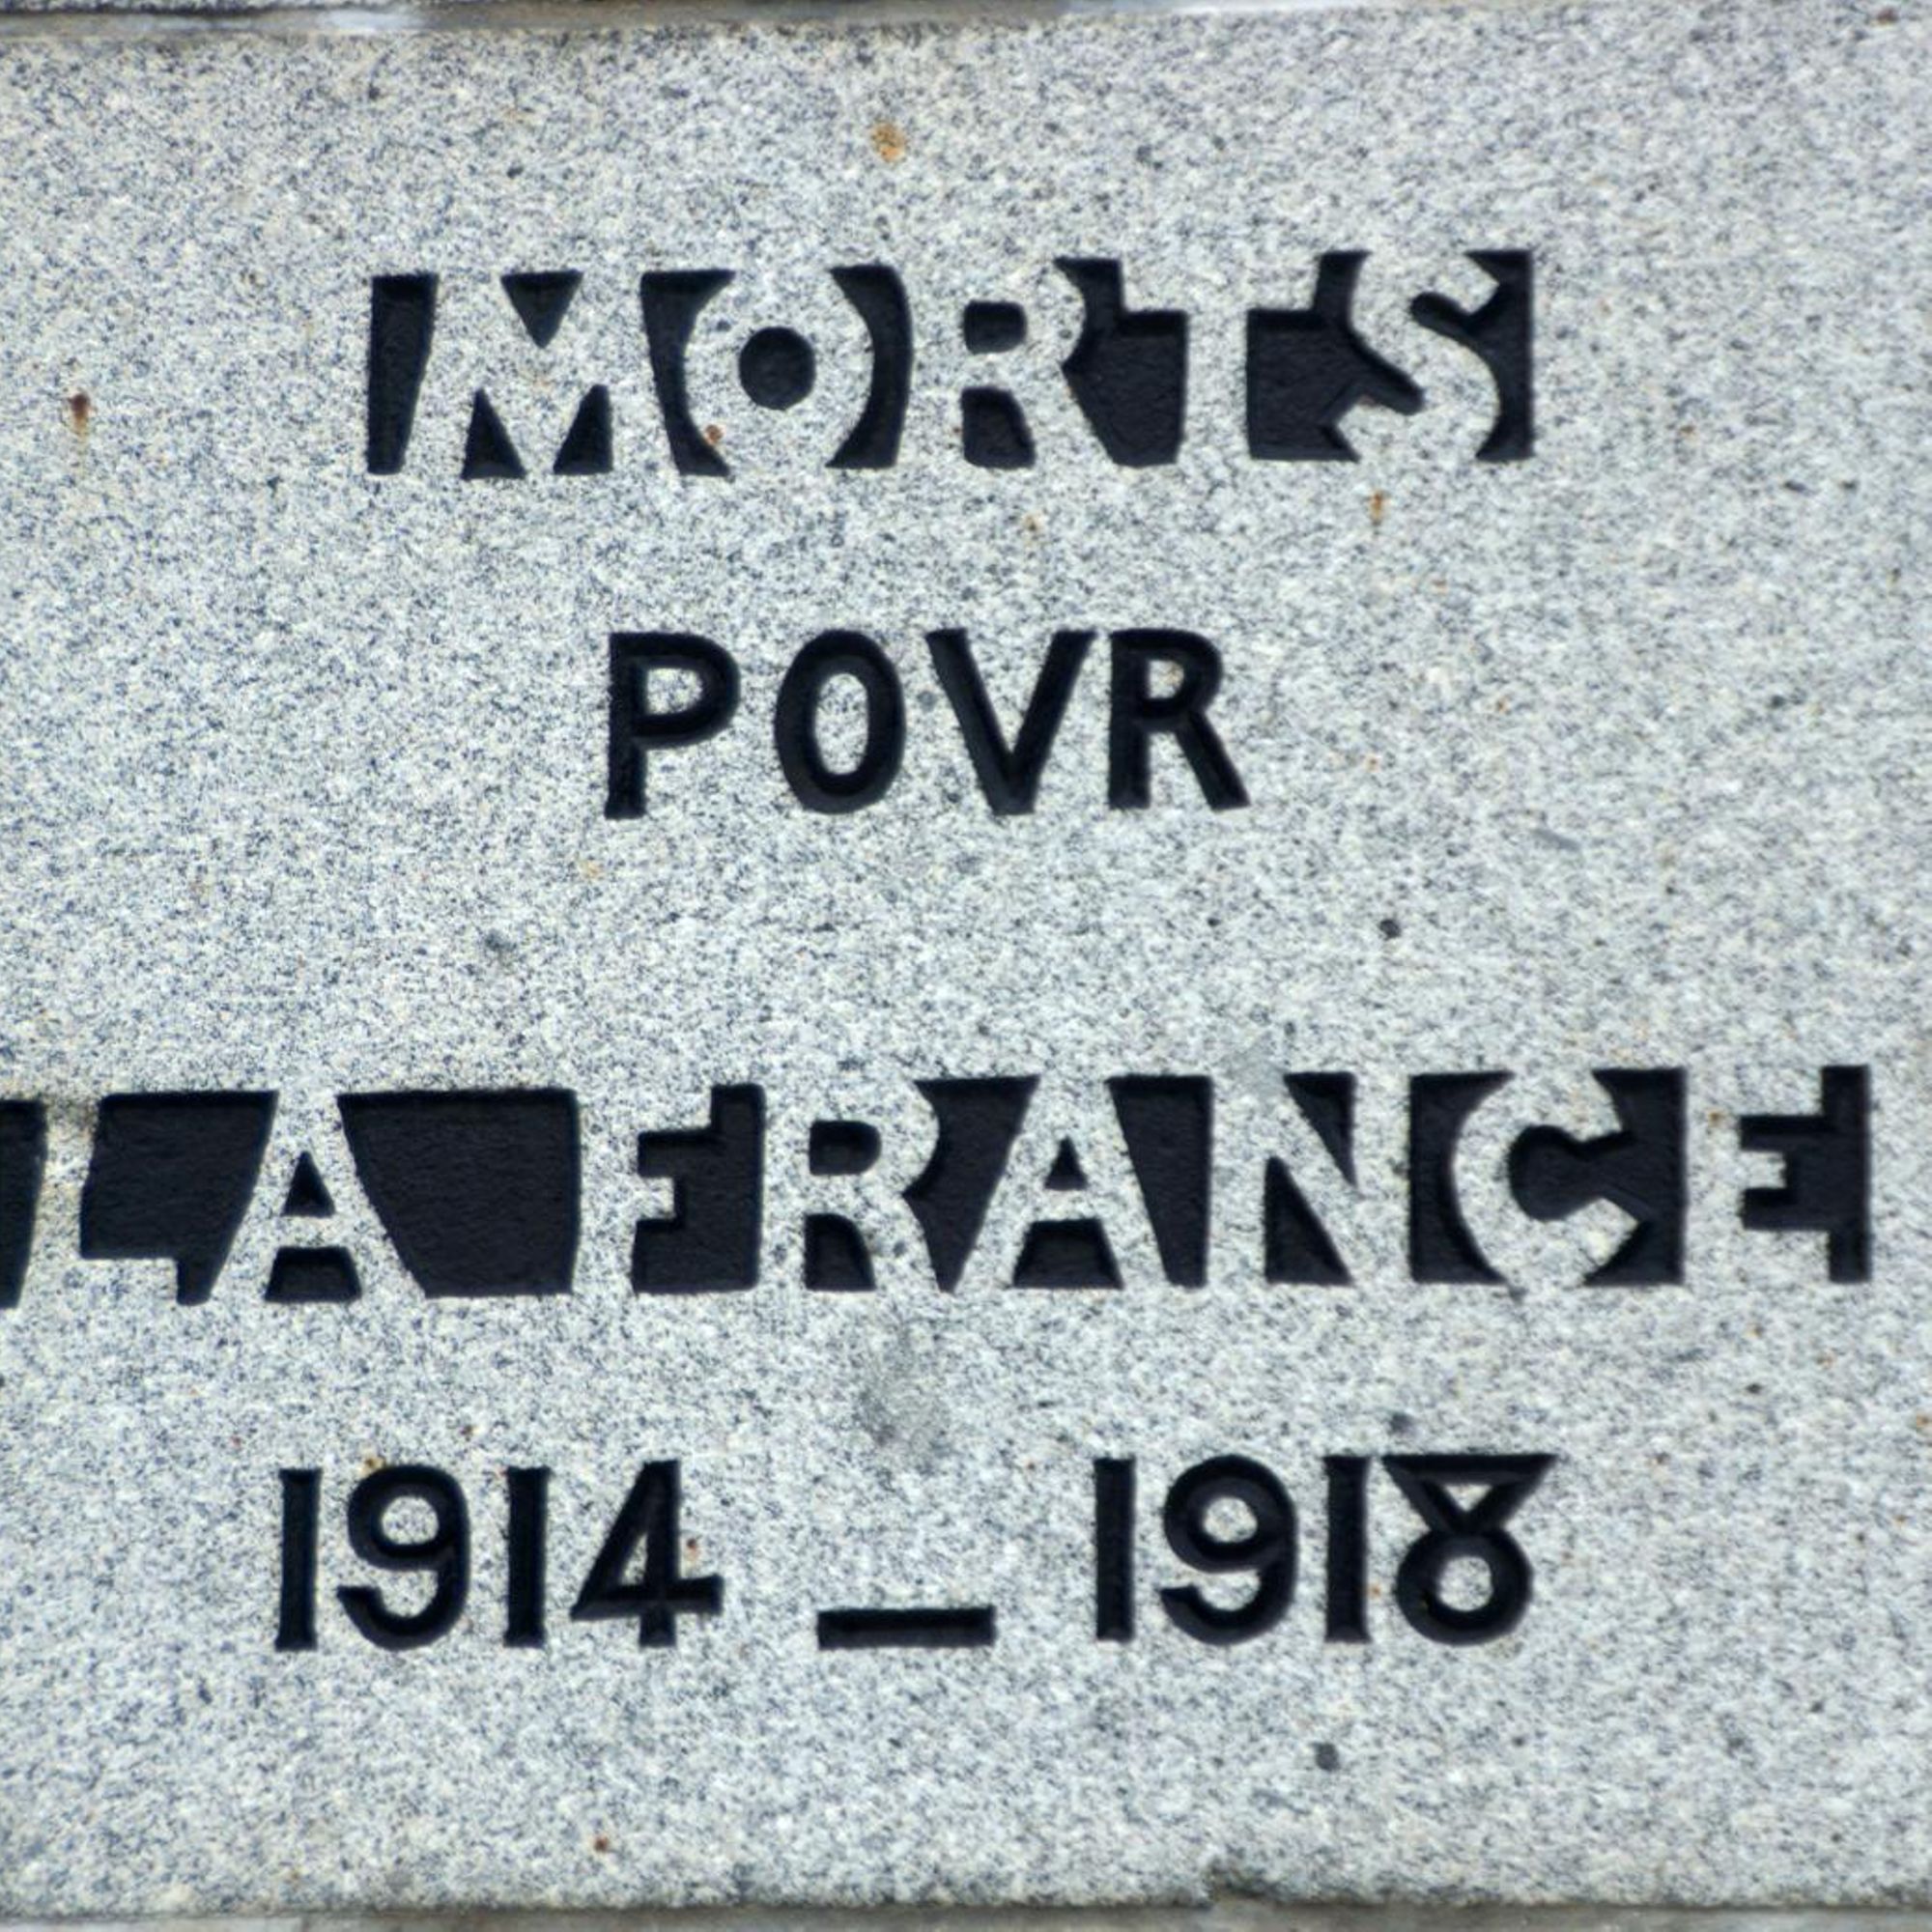 MORTS
POVR
LA FRANCE
1914 _ 1918